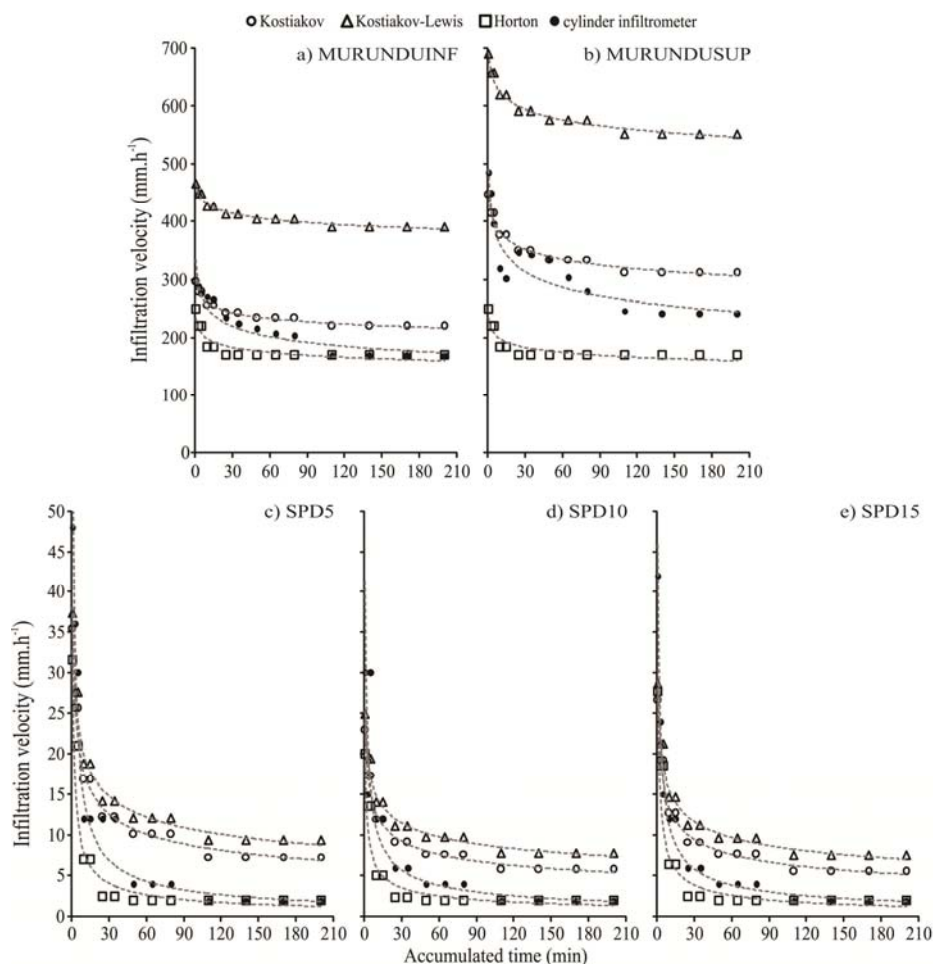 Kostiakov Kostiakov-Lewis Horton cylinder infiltrometer
a) MURUNDUINF
b) MURUNDUSUP
Infiltration velocity (mm.h⁻¹)
700
600
500
400
300
200
100
0
0 30 60 90 120 150 180 210
0 30 60 90 120 150 180 210
c) SPD5
d) SPD10
e) SPD15
Infiltration velocity (mm.h⁻¹)
50
45
40
35
30
25
20
15
10
5
0
0 30 60 90 120 150 180 210
0 30 60 90 120 150 180 210
0 30 60 90 120 150 180 210
Accumulated time (min)